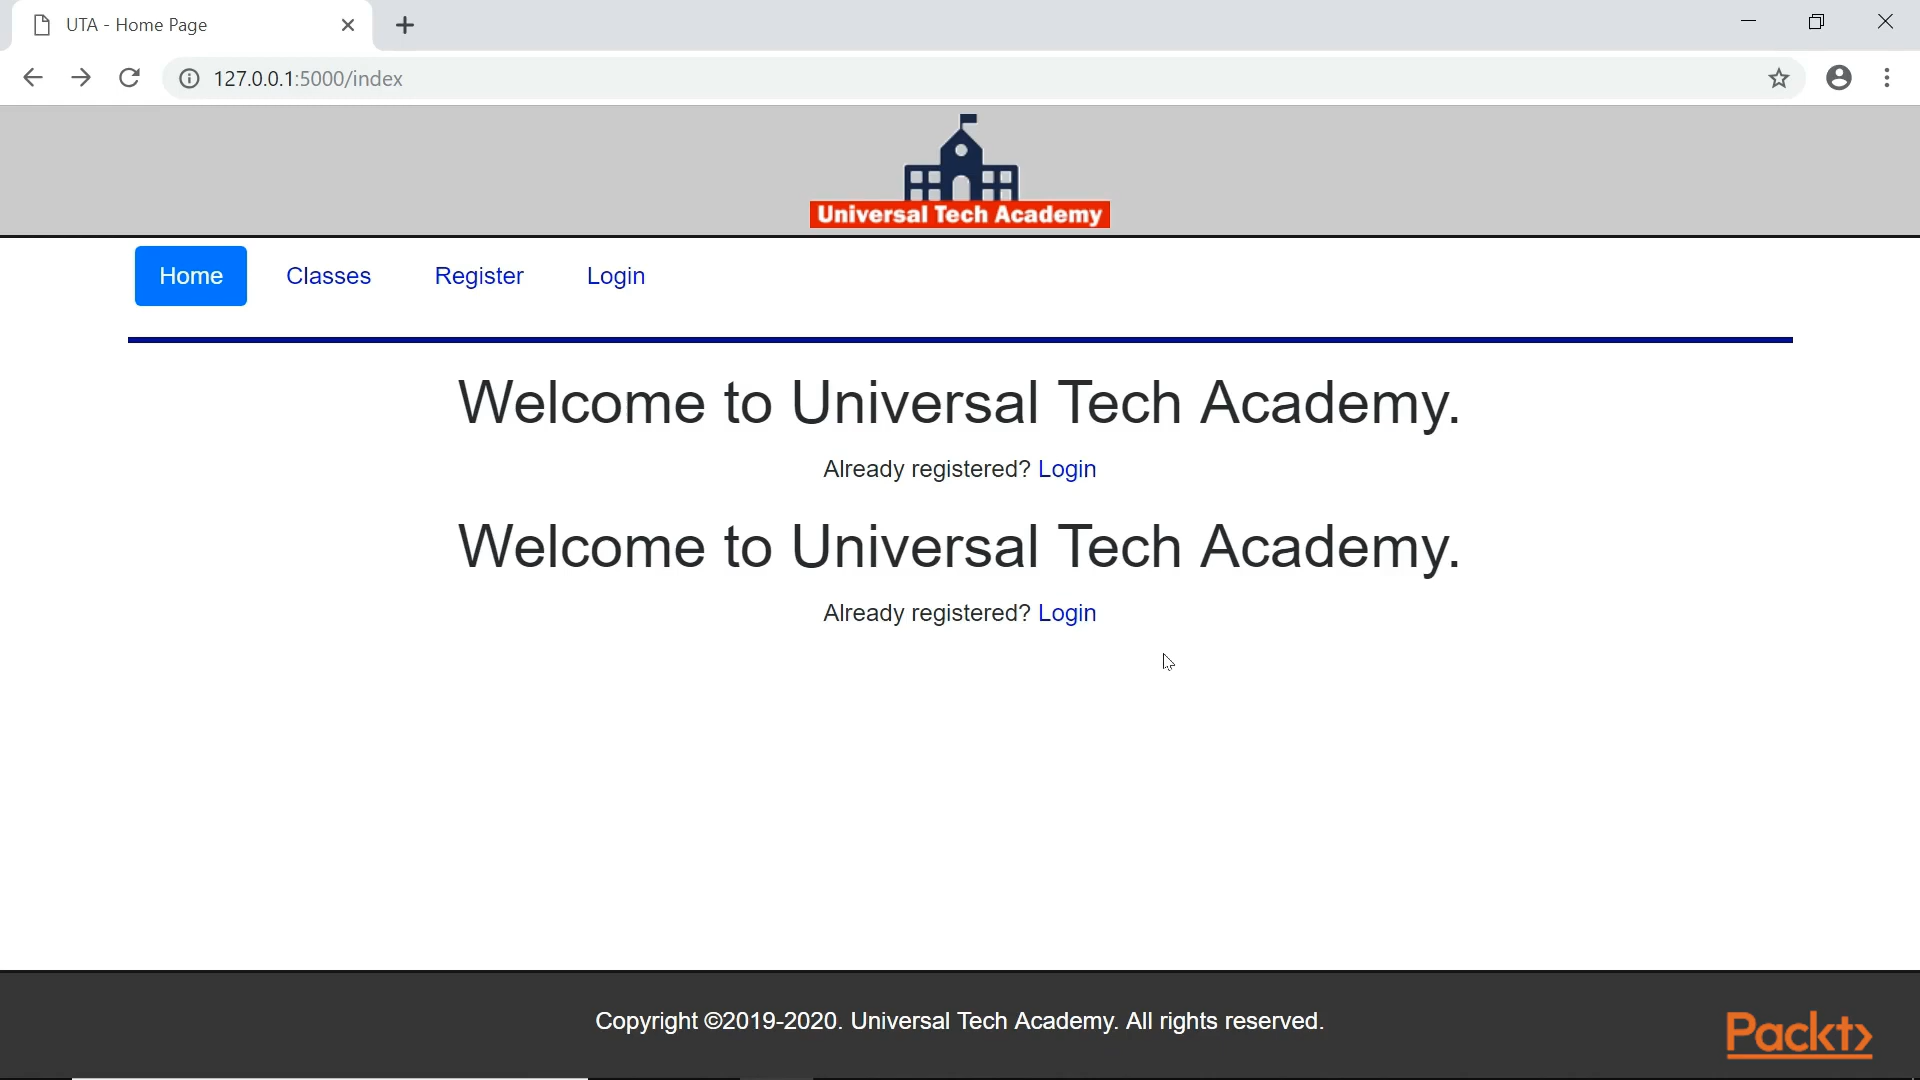 UTA - Home Page
127.0.0.1:5000/index
Universal Tech Academy
Home Classes Register Login
Welcome to Universal Tech Academy.
Already registered? Login
Welcome to Universal Tech Academy.
Already registered? Login
Copyright ©2019-2020. Universal Tech Academy. All rights reserved.
Packt>